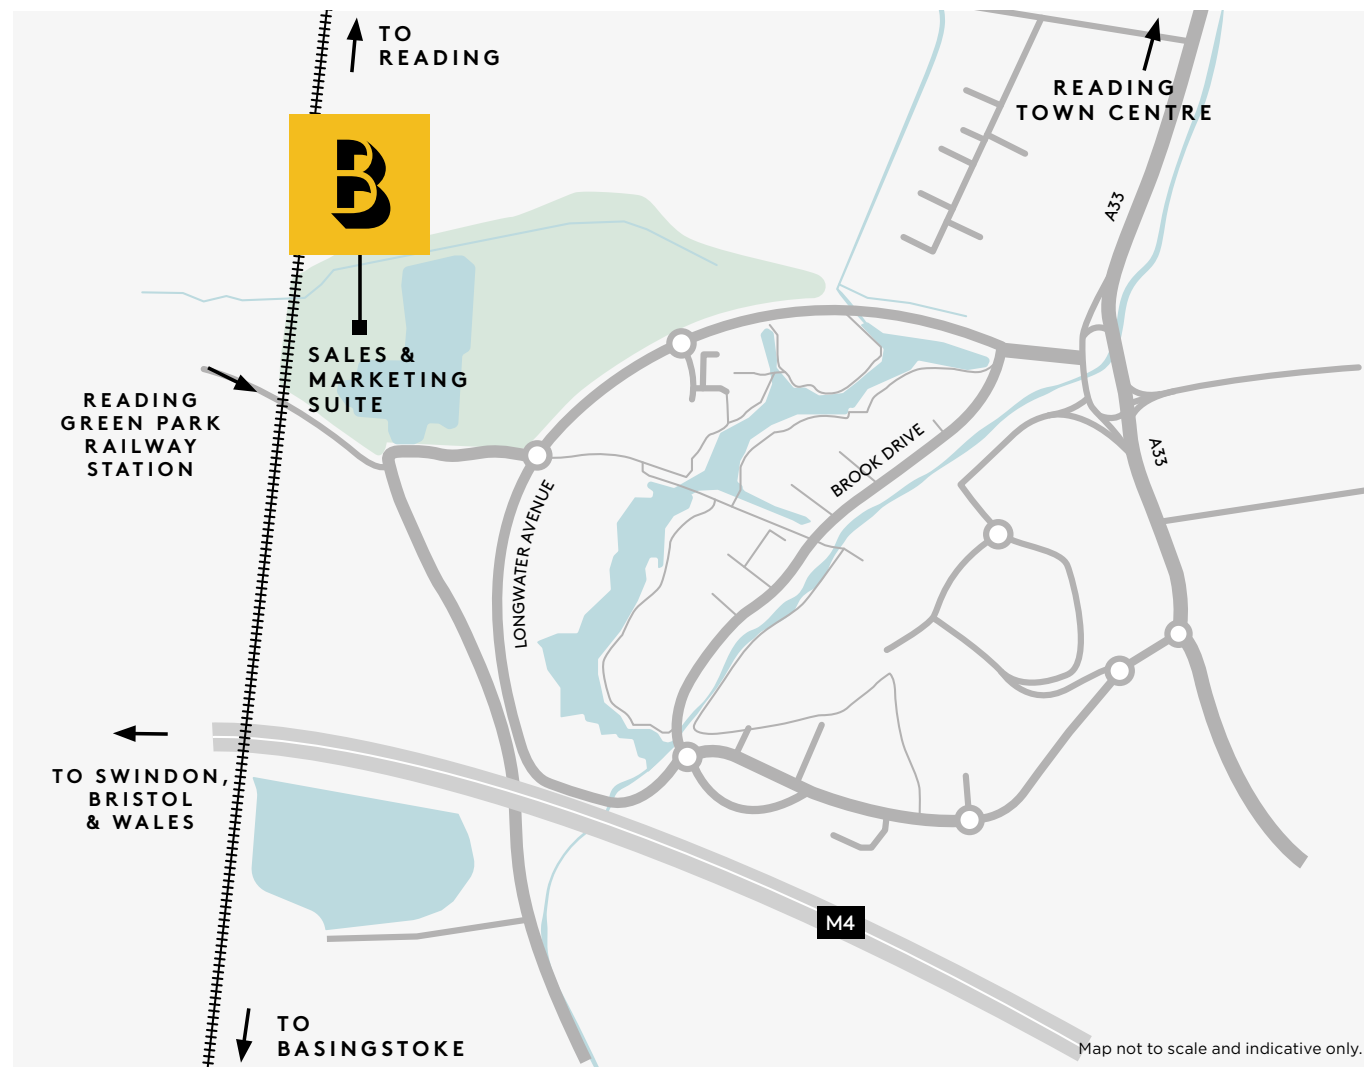 TO
READING
READING
TOWN CENTRE
B
A33
SALES &
MARKETING
SUITE
READING
GREEN PARK
RAILWAY
STATION
BROOK DRIVE
A33
LONGWATER AVENUE
TO SWINDON,
BRISTOL
& WALES
M4
TO
BASINGSTOKE
Map not to scale and indicative only.